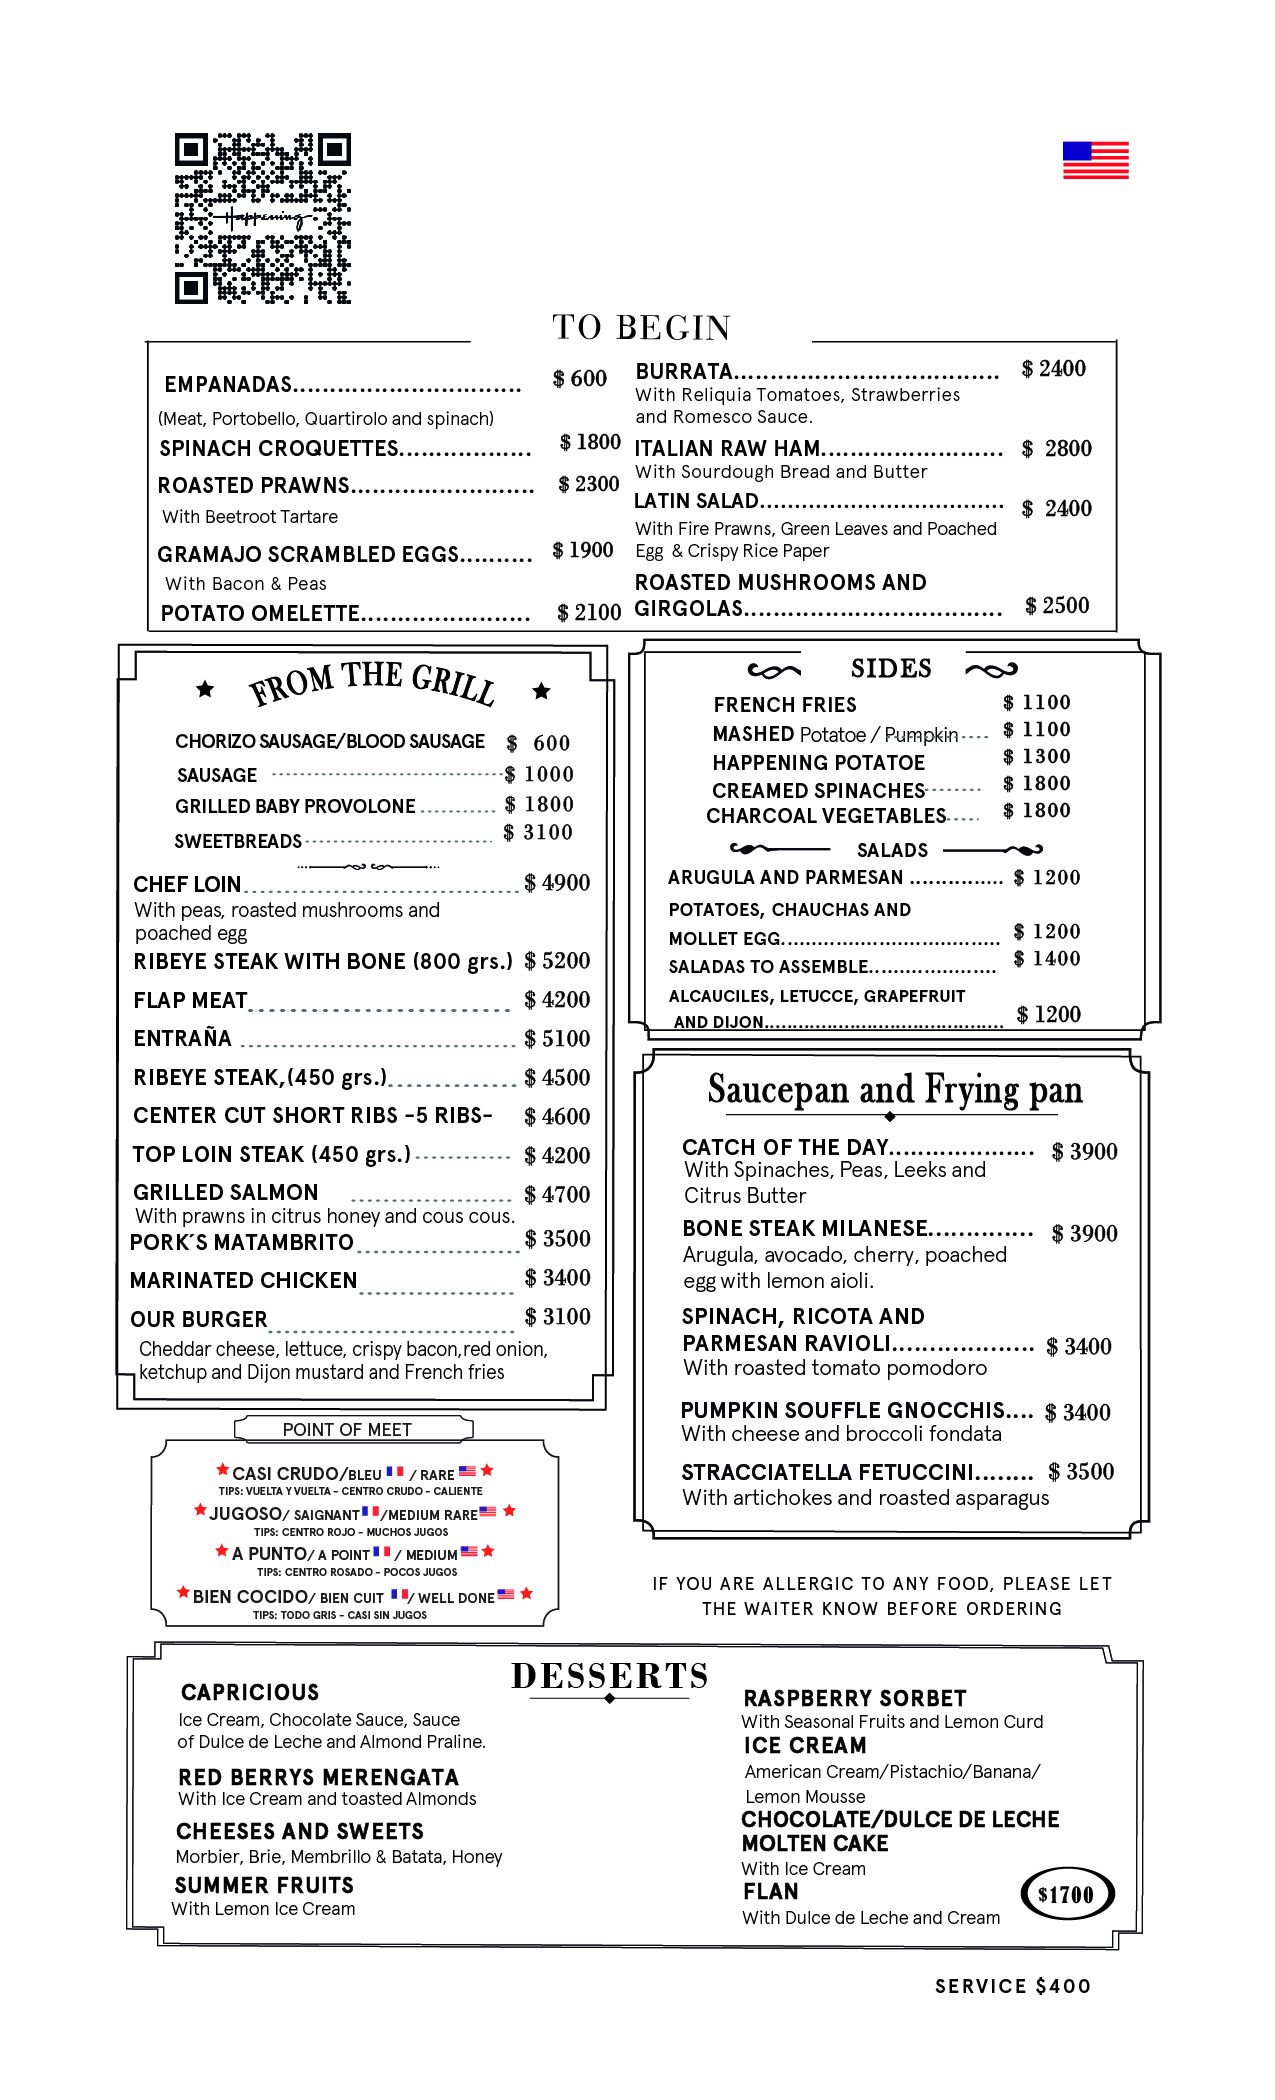 Happening
TO BEGIN
EMPANADAS............................... $ 600
(Meat, Portobello, Quartirolo and spinach)
SPINACH CROQUETTES.................. $ 1800
ROASTED PRAWNS......................... $ 2300
With Beetroot Tartare
GRAMAJO SCRAMBLED EGGS.......... $ 1900
With Bacon & Peas
POTATO OMELETTE....................... $ 2100
BURRATA.................................... $ 2400
With Reliquia Tomatoes, Strawberries
and Romesco Sauce.
ITALIAN RAW HAM......................... $ 2800
With Sourdough Bread and Butter
LATIN SALAD................................... $ 2400
With Fire Prawns, Green Leaves and Poached
Egg & Crispy Rice Paper
ROASTED MUSHROOMS AND
GIRGOLAS................................... $ 2500
FROM THE GRILL
CHORIZO SAUSAGE/BLOOD SAUSAGE $ 600
SAUSAGE $ 1000
GRILLED BABY PROVOLONE $ 1800
SWEETBREADS $ 3100
CHEF LOIN $ 4900
With peas, roasted mushrooms and
poached egg
RIBEYE STEAK WITH BONE (800 grs.) $ 5200
FLAP MEAT $ 4200
ENTRAÑA $ 5100
RIBEYE STEAK,(450 grs.) $ 4500
CENTER CUT SHORT RIBS -5 RIBS- $ 4600
TOP LOIN STEAK (450 grs.) $ 4200
GRILLED SALMON $ 4700
With prawns in citrus honey and cous cous.
PORK´S MATAMBRITO $ 3500
MARINATED CHICKEN $ 3400
OUR BURGER $ 3100
Cheddar cheese, lettuce, crispy bacon,red onion,
ketchup and Dijon mustard and French fries
SIDES
FRENCH FRIES $ 1100
MASHED Potatoe / Pumpkin $ 1100
HAPPENING POTATOE $ 1300
CREAMED SPINACHES $ 1800
CHARCOAL VEGETABLES $ 1800
SALADS
ARUGULA AND PARMESAN ............... $ 1200
POTATOES, CHAUCHAS AND
MOLLET EGG.................................... $ 1200
SALADAS TO ASSEMBLE..................... $ 1400
ALCAUCILES, LETUCCE, GRAPEFRUIT
AND DIJON......................................... $ 1200
Saucepan and Frying pan
CATCH OF THE DAY.................... $ 3900
With Spinaches, Peas, Leeks and
Citrus Butter
BONE STEAK MILANESE.............. $ 3900
Arugula, avocado, cherry, poached
egg with lemon aioli.
SPINACH, RICOTA AND
PARMESAN RAVIOLI................... $ 3400
With roasted tomato pomodoro
PUMPKIN SOUFFLE GNOCCHIS.... $ 3400
With cheese and broccoli fondata
STRACCIATELLA FETUCCINI........ $ 3500
With artichokes and roasted asparagus
POINT OF MEET
CASI CRUDO/BLEU / RARE
TIPS: VUELTA Y VUELTA - CENTRO CRUDO - CALIENTE
JUGOSO/ SAIGNANT /MEDIUM RARE
TIPS: CENTRO ROJO - MUCHOS JUGOS
A PUNTO/ A POINT / MEDIUM
TIPS: CENTRO ROSADO - POCOS JUGOS
BIEN COCIDO/ BIEN CUIT / WELL DONE
TIPS: TODO GRIS - CASI SIN JUGOS
IF YOU ARE ALLERGIC TO ANY FOOD, PLEASE LET
THE WAITER KNOW BEFORE ORDERING
DESSERTS
CAPRICIOUS
Ice Cream, Chocolate Sauce, Sauce
of Dulce de Leche and Almond Praline.
RED BERRYS MERENGATA
With Ice Cream and toasted Almonds
CHEESES AND SWEETS
Morbier, Brie, Membrillo & Batata, Honey
SUMMER FRUITS
With Lemon Ice Cream
RASPBERRY SORBET
With Seasonal Fruits and Lemon Curd
ICE CREAM
American Cream/Pistachio/Banana/
Lemon Mousse
CHOCOLATE/DULCE DE LECHE
MOLTEN CAKE
With Ice Cream
FLAN
With Dulce de Leche and Cream
$1700
SERVICE $400